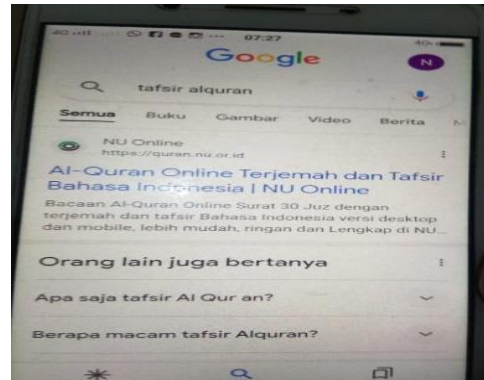 07:27
Google
N
tafsir alquran
Semua Buku Gambar Video Berita
NU Online
https://quran.nu.or.id
Al-Quran Online Terjemah dan Tafsir
Bahasa Indonesia | NU Online
Bacaan Al-Quran Online Surat 30 Juz dengan
terjemah dan tafsir Bahasa Indonesia versi desktop
dan mobile, lebih mudah, ringan dan Lengkap di NU...
Orang lain juga bertanya
Apa saja tafsir Al Qur an?
Berapa macam tafsir Alquran?